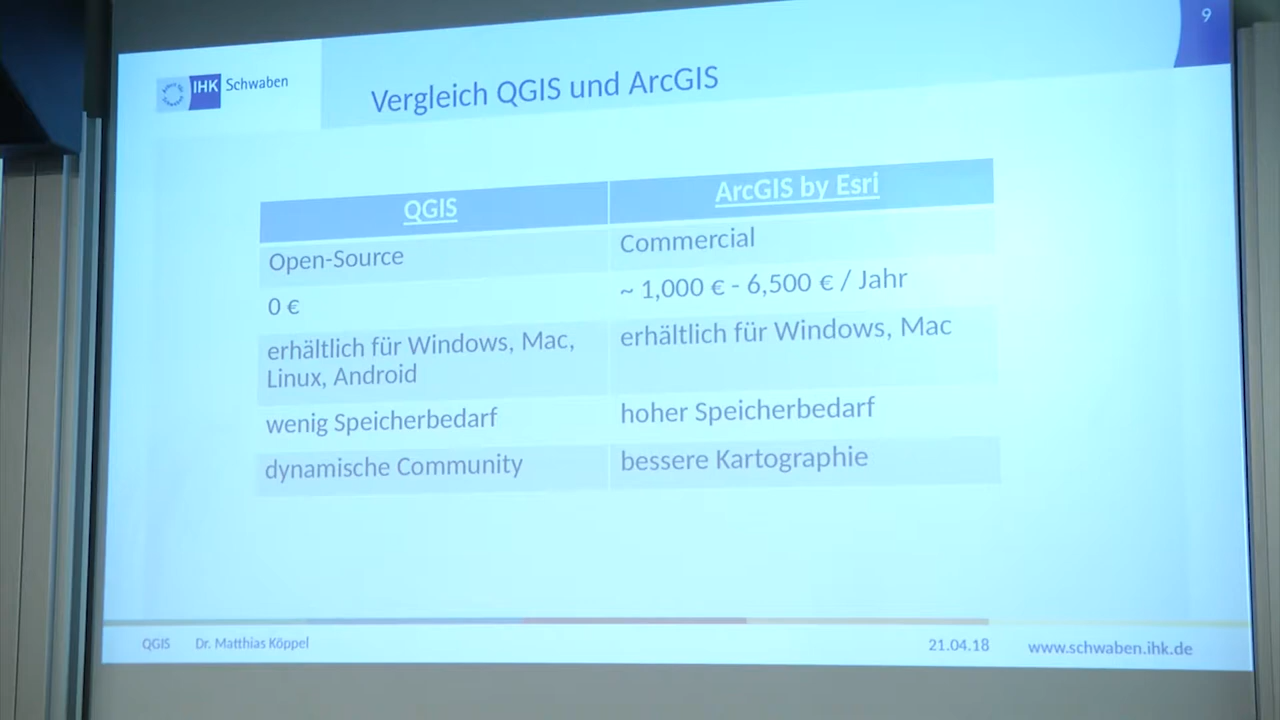 9
IHK Schwaben
Vergleich QGIS und ArcGIS
QGIS
ArcGIS by Esri
Open-Source
Commercial
0 €
~ 1,000 € - 6,500 € / Jahr
erhältlich für Windows, Mac,
Linux, Android
erhältlich für Windows, Mac
wenig Speicherbedarf
hoher Speicherbedarf
dynamische Community
bessere Kartographie
QGIS Dr. Matthias Köppel
21.04.18
www.schwaben.ihk.de